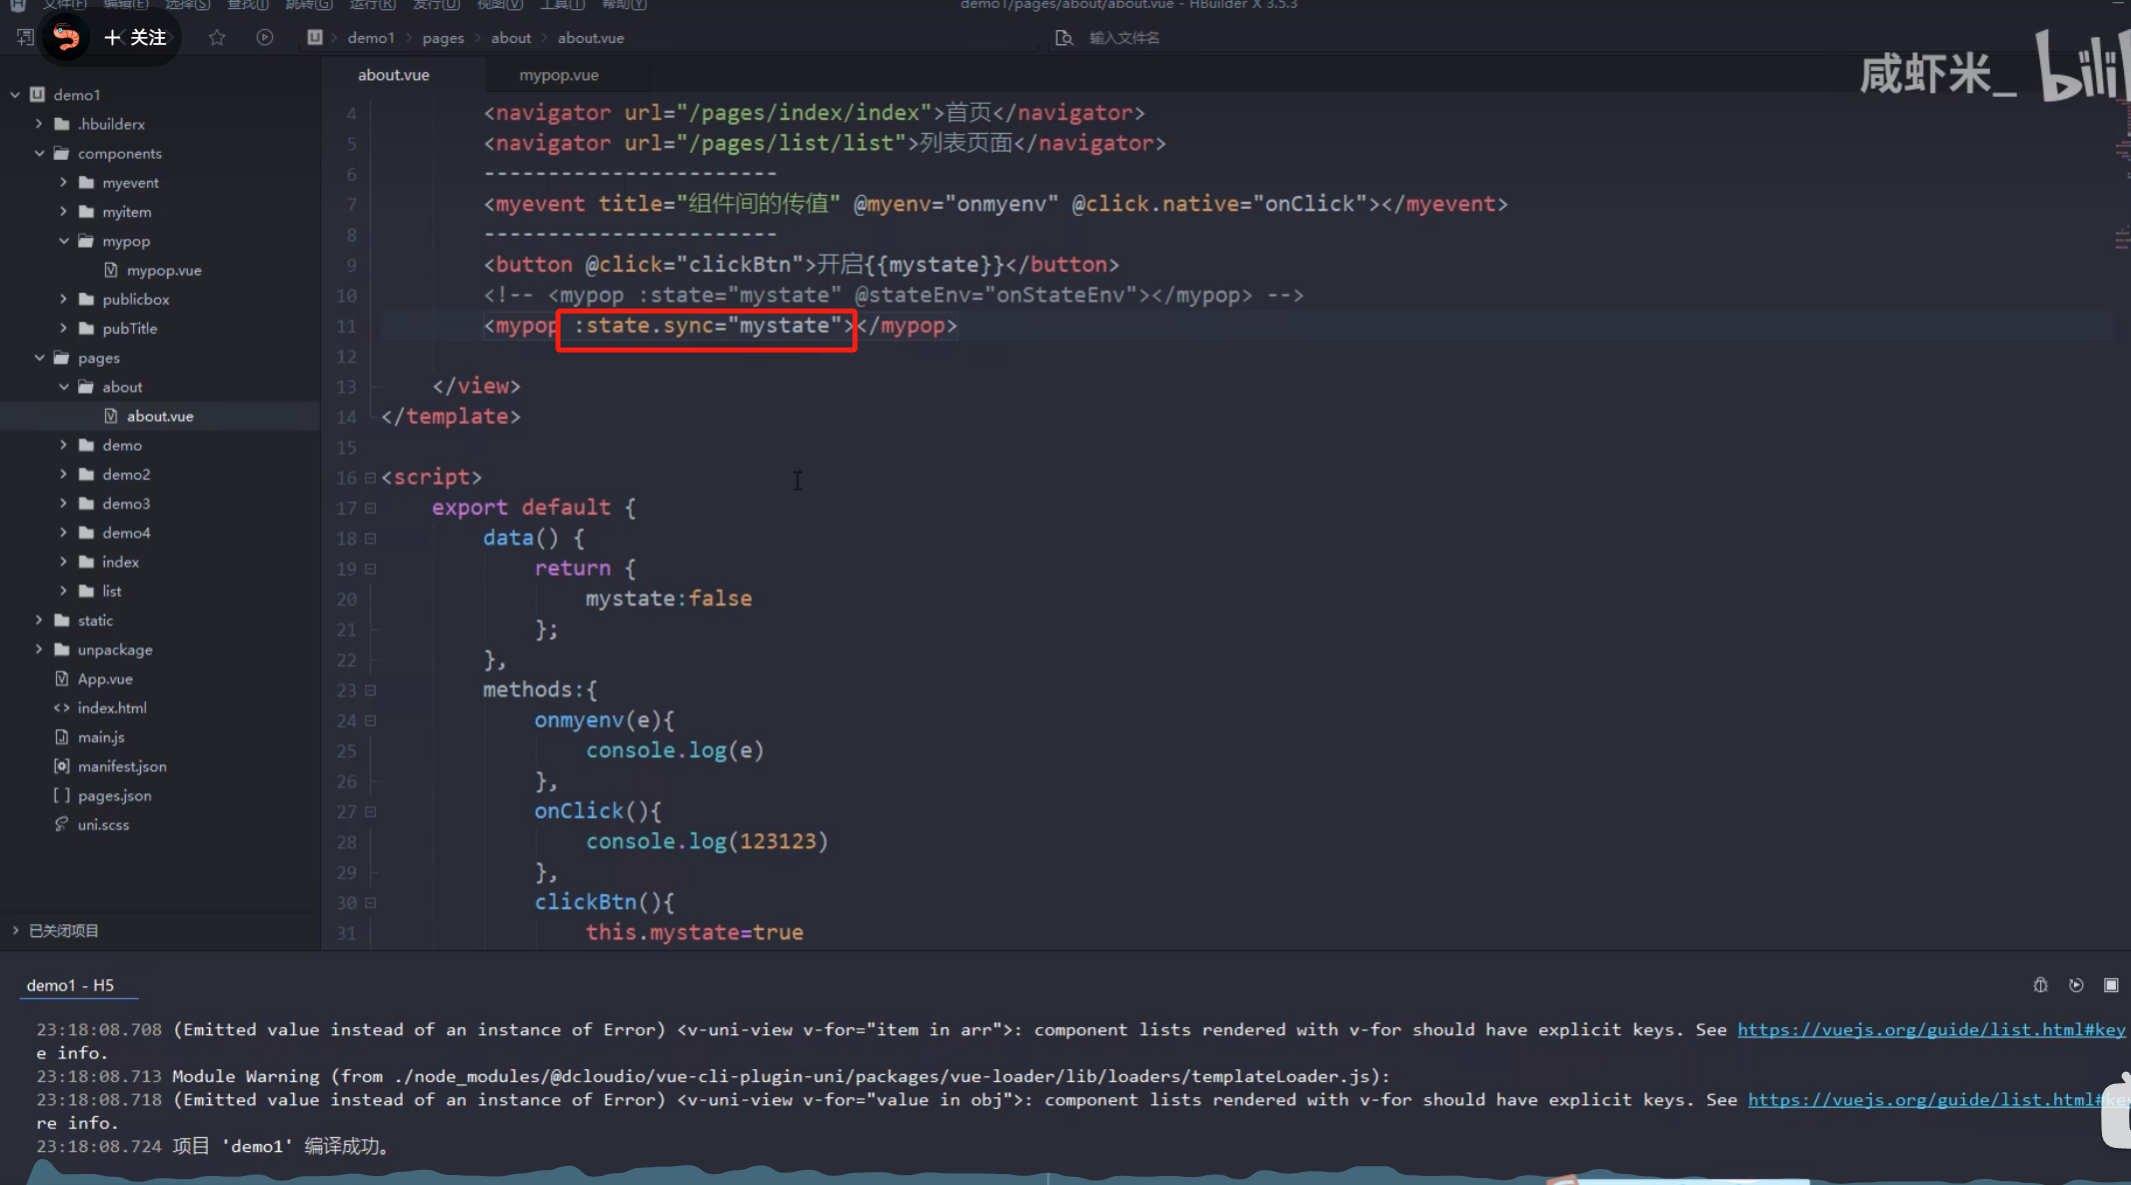 文件(F) 编辑(E) 选择(S) 查找(I) 跳转(G) 运行(R) 发行(U) 视图(V) 工具(T) 帮助(Y)
demo1/pages/about/about.vue - HBuilder X 3.5.3
+ 关注
demo1 > pages > about > about.vue
输入文件名
咸虾米_ bili
about.vue
mypop.vue
demo1
.hbuilderx
components
myevent
myitem
mypop
mypop.vue
publicbox
pubTitle
pages
about
about.vue
demo
demo2
demo3
demo4
index
list
static
unpackage
App.vue
index.html
main.js
manifest.json
pages.json
uni.scss
已关闭项目
4 <navigator url="/pages/index/index">首页</navigator>
5 <navigator url="/pages/list/list">列表页面</navigator>
6 -----------------------
7 <myevent title="组件间的传值" @myenv="onmyenv" @click.native="onClick"></myevent>
8 -----------------------
9 <button @click="clickBtn">开启{{mystate}}</button>
10 <!-- <mypop :state="mystate" @stateEnv="onStateEnv"></mypop> -->
11 <mypop :state.sync="mystate"></mypop>
12
13 </view>
14 </template>
15
16 <script>
17 export default {
18 data() {
19 return {
20 mystate:false
21 };
22 },
23 methods:{
24 onmyenv(e){
25 console.log(e)
26 },
27 onClick(){
28 console.log(123123)
29 },
30 clickBtn(){
31 this.mystate=true
demo1 - H5
23:18:08.708 (Emitted value instead of an instance of Error) <v-uni-view v-for="item in arr">: component lists rendered with v-for should have explicit keys. See https://vuejs.org/guide/list.html#key
e info.
23:18:08.713 Module Warning (from ./node_modules/@dcloudio/vue-cli-plugin-uni/packages/vue-loader/lib/loaders/templateLoader.js):
23:18:08.718 (Emitted value instead of an instance of Error) <v-uni-view v-for="value in obj">: component lists rendered with v-for should have explicit keys. See https://vuejs.org/guide/list.html#key
re info.
23:18:08.724 项目 'demo1' 编译成功。